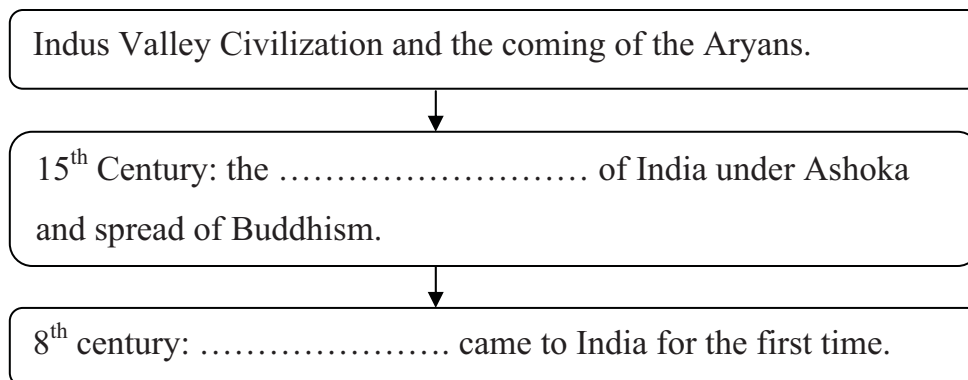 Indus Valley Civilization and the coming of the Aryans.
15th Century: the ………………………… of India under Ashoka
and spread of Buddhism.
8th century: …………………. came to India for the first time.